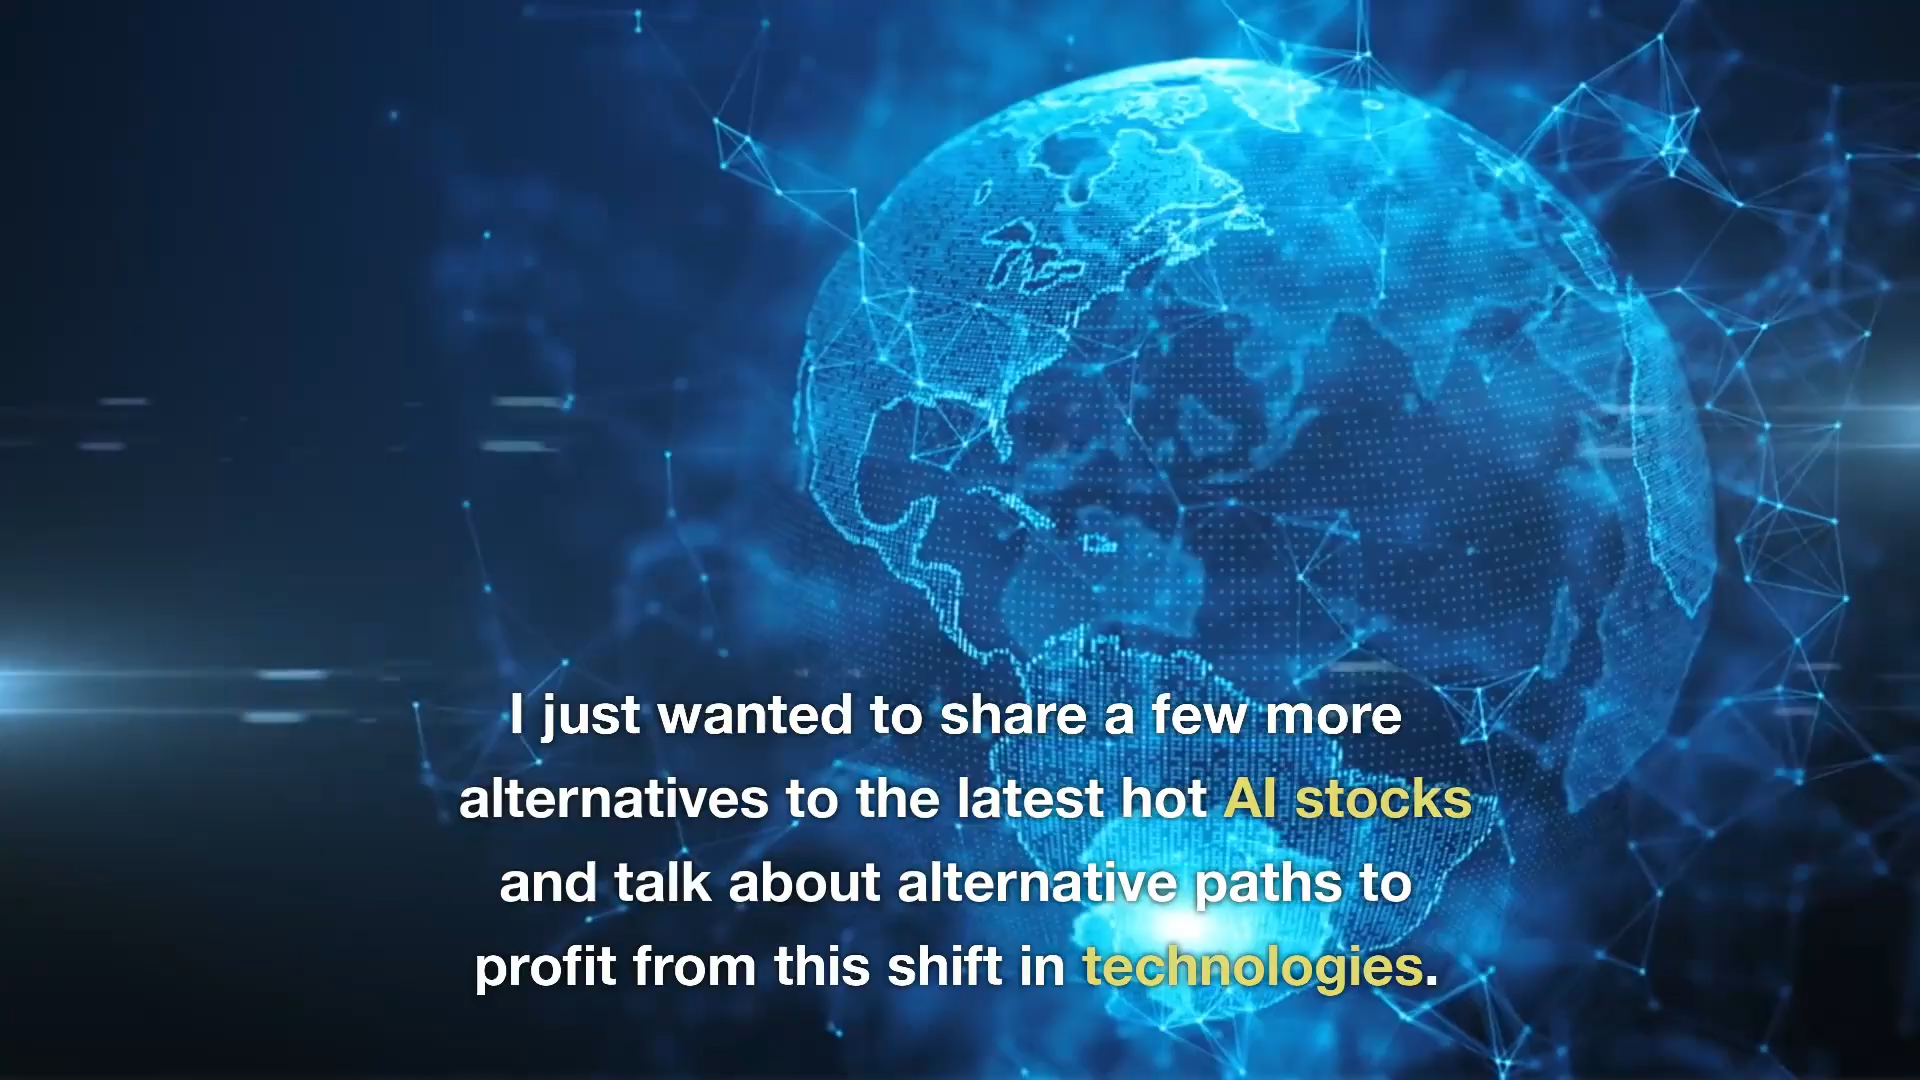 I just wanted to share a few more
alternatives to the latest hot AI stocks
and talk about alternative paths to
profit from this shift in technologies.